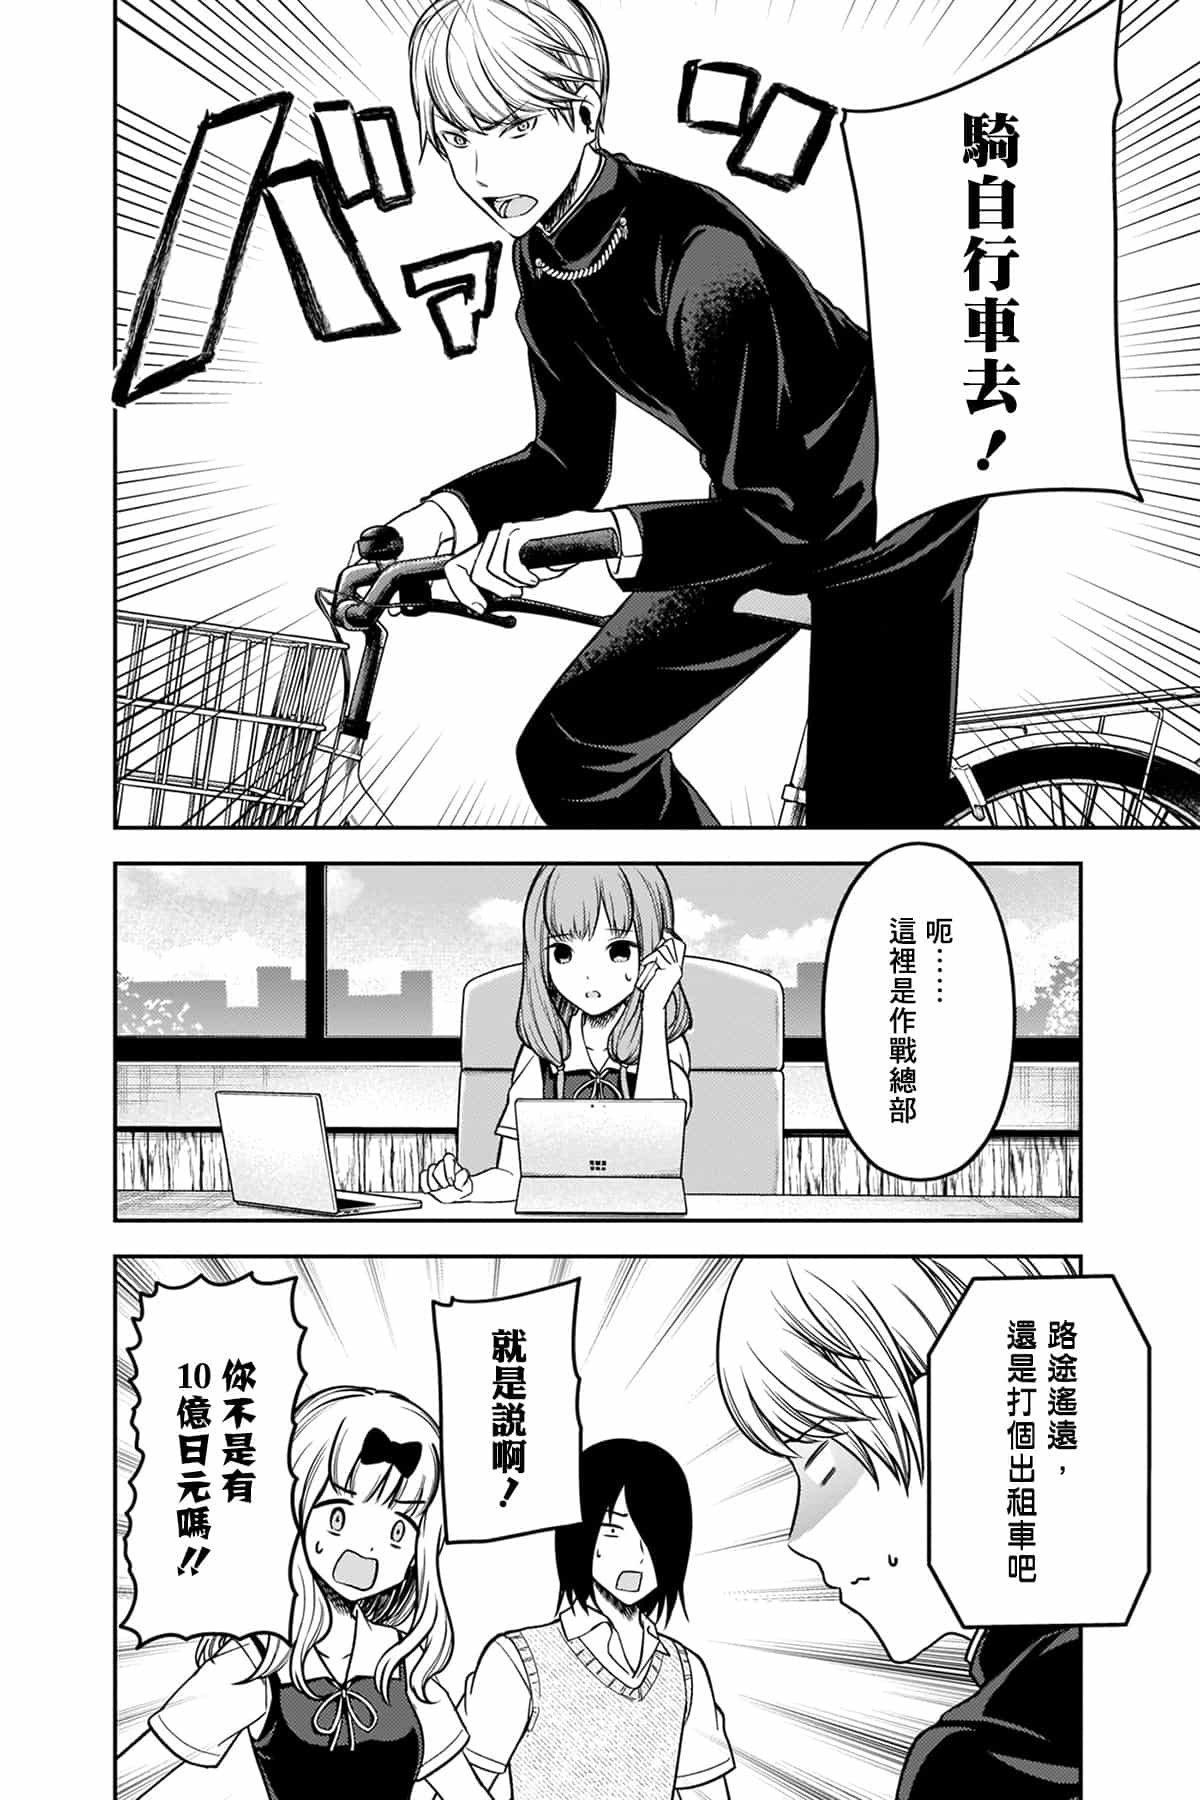 騎自行車去！
ババァッ
呃……
這裡是作戰總部
路途遙遠，
還是打個出租車吧
就是說啊！
你不是有
10億日元嗎!!